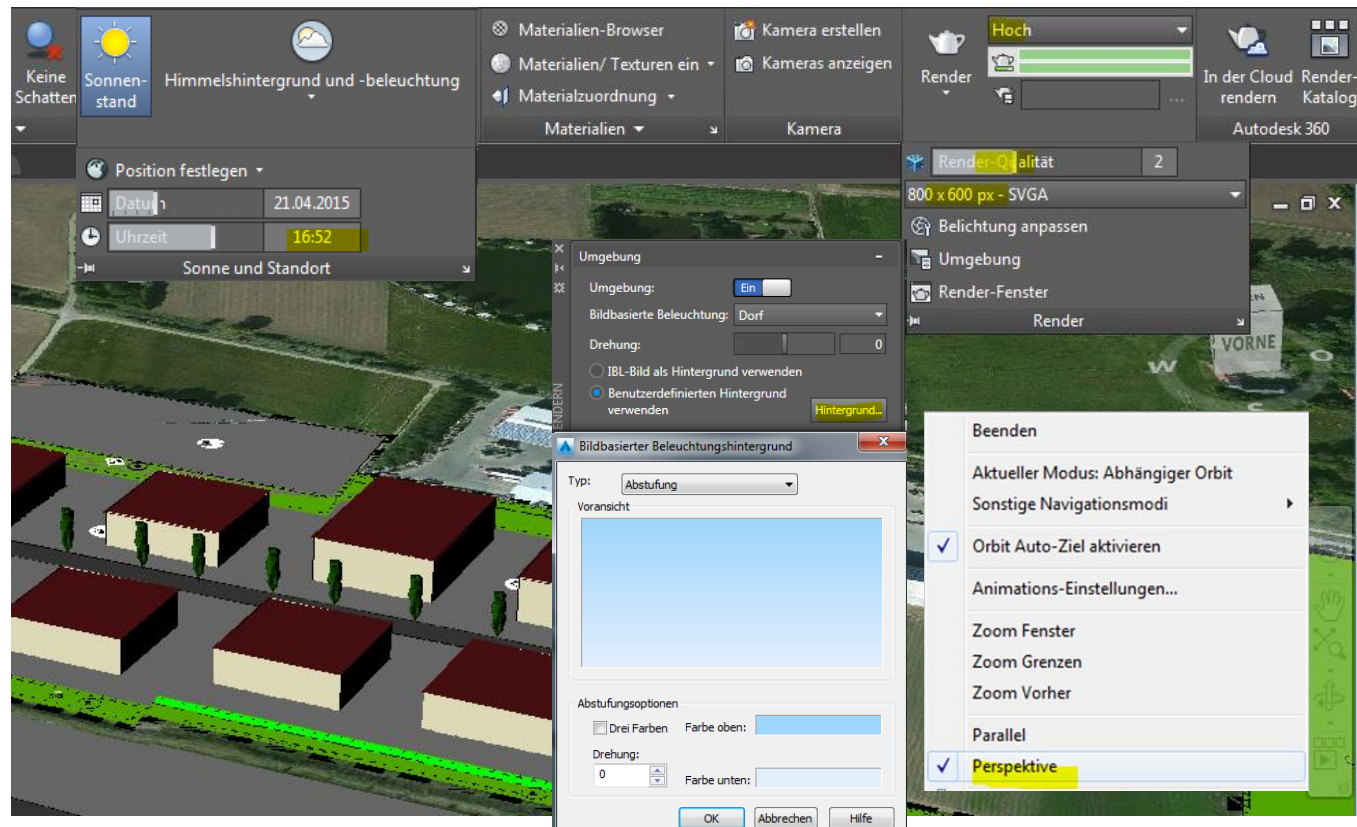 Keine
Schatten
Sonnen-
stand
Himmelshintergrund und -beleuchtung
Position festlegen
Datum
21.04.2015
Uhrzeit
16:52
Sonne und Standort
Materialien-Browser
Materialien/ Texturen ein
Materialzuordnung
Materialien
Kamera erstellen
Kameras anzeigen
Kamera
Render
Hoch
...
In der Cloud
rendern
Render-
Katalog
Autodesk 360
Render-Qualität
2
800 x 600 px - SVGA
Belichtung anpassen
Umgebung
Render-Fenster
Render
Umgebung
Umgebung:
Ein
Bildbasierte Beleuchtung:
Dorf
Drehung:
0
IBL-Bild als Hintergrund verwenden
Benutzerdefinierten Hintergrund
verwenden
Hintergrund...
Bildbasierter Beleuchtungshintergrund
Typ:
Abstufung
Voransicht
Abstufungsoptionen
Drei Farben
Farbe oben:
Drehung:
0
Farbe unten:
OK
Abbrechen
Hilfe
VORNE
W
S
O
Beenden
Aktueller Modus: Abhängiger Orbit
Sonstige Navigationsmodi
Orbit Auto-Ziel aktivieren
Animations-Einstellungen...
Zoom Fenster
Zoom Grenzen
Zoom Vorher
Parallel
Perspektive